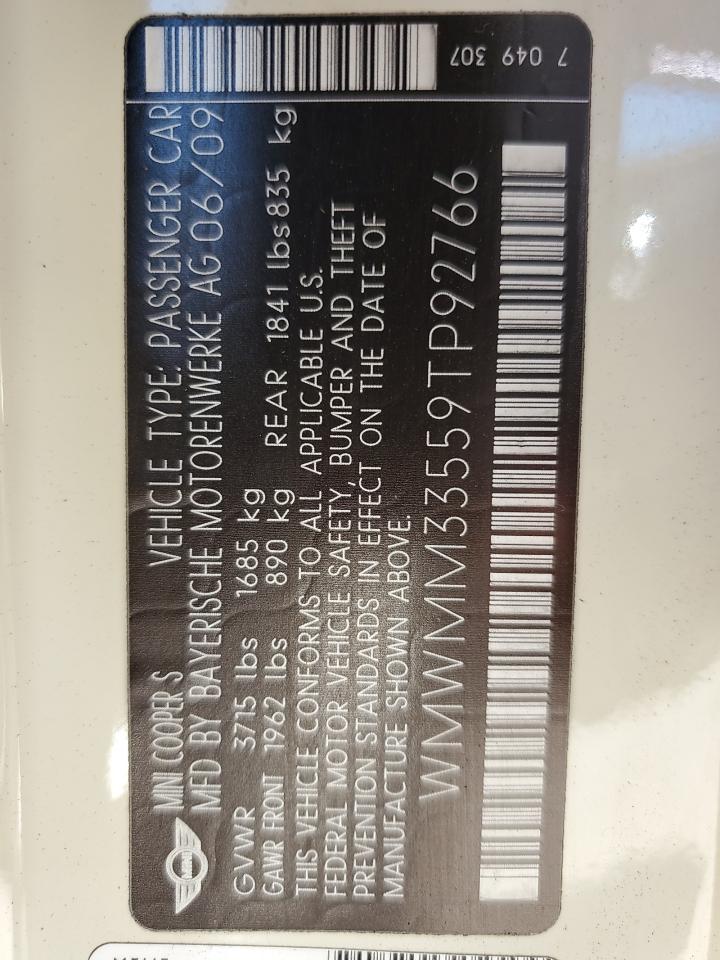 MINI COOPER S VEHICLE TYPE: PASSENGER CAR
MFD BY BAYERISCHE MOTORENWERKE AG 06/09
GVWR 3715 lbs 1685 kg
GAWR FRONT 1962 lbs 890 kg REAR 1841 lbs 835 kg
THIS VEHICLE CONFORMS TO ALL APPLICABLE U.S.
FEDERAL MOTOR VEHICLE SAFETY, BUMPER AND THEFT
PREVENTION STANDARDS IN EFFECT ON THE DATE OF
MANUFACTURE SHOWN ABOVE.
WMWMM33559TP92766
7 049 307
MINI